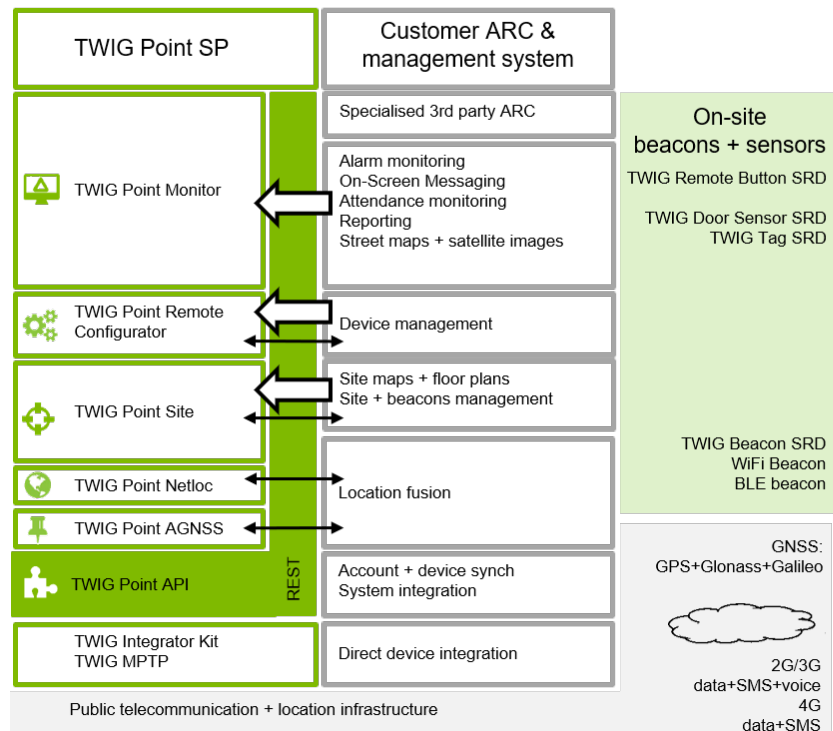 TWIG Point SP
Customer ARC &
management system
Specialised 3rd party ARC
TWIG Point Monitor
Alarm monitoring
On-Screen Messaging
Attendance monitoring
Reporting
Street maps + satellite images
TWIG Point Remote
Configurator
Device management
TWIG Point Site
Site maps + floor plans
Site + beacons management
TWIG Point Netloc
Location fusion
TWIG Point AGNSS
TWIG Point API
REST
Account + device synch
System integration
TWIG Integrator Kit
TWIG MPTP
Direct device integration
Public telecommunication + location infrastructure
On-site
beacons + sensors
TWIG Remote Button SRD
TWIG Door Sensor SRD
TWIG Tag SRD
TWIG Beacon SRD
WiFi Beacon
BLE beacon
GNSS:
GPS+Glonass+Galileo
2G/3G
data+SMS+voice
4G
data+SMS